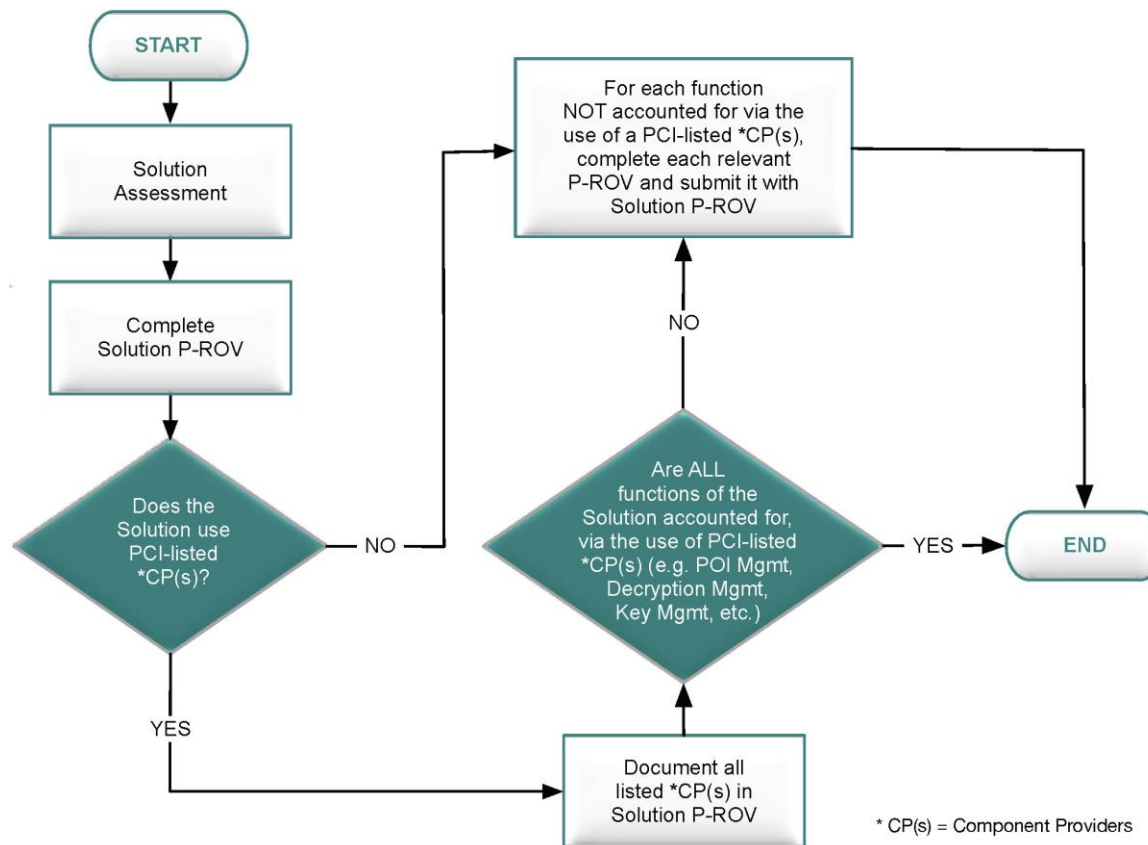 START
Solution
Assessment
Complete
Solution P-ROV
Does the
Solution use
PCI-listed
*CP(s)?
NO
YES
For each function
NOT accounted for via the
use of a PCI-listed *CP(s),
complete each relevant
P-ROV and submit it with
Solution P-ROV
NO
Are ALL
functions of the
Solution accounted for,
via the use of PCI-listed
*CP(s) (e.g. POI Mgmt,
Decryption Mgmt,
Key Mgmt, etc.)
YES
END
Document all
listed *CP(s) in
Solution P-ROV
* CP(s) = Component Providers